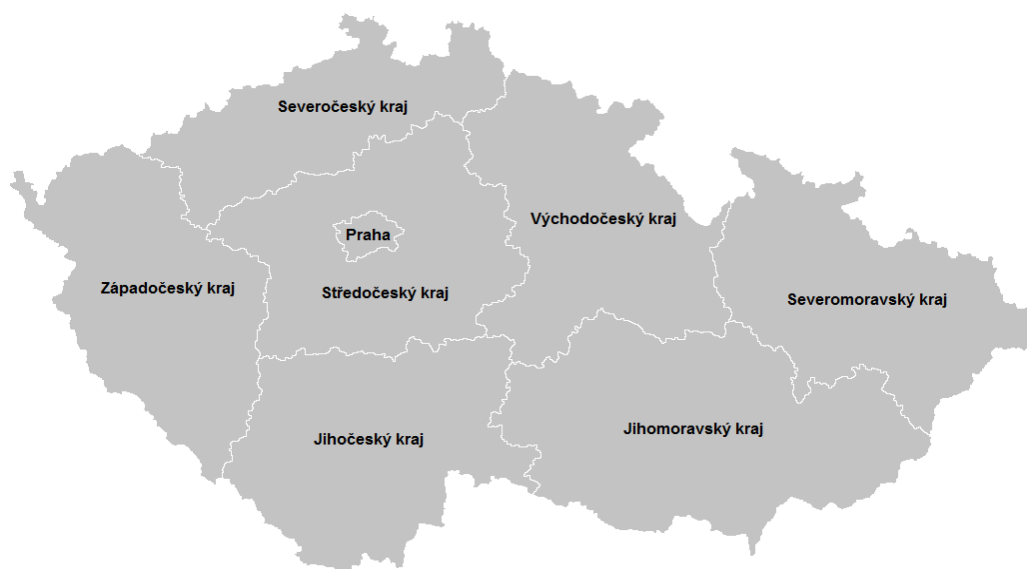 Severočeský kraj
Východočeský kraj
Praha
Západočeský kraj
Středočeský kraj
Severomoravský kraj
Jihomoravský kraj
Jihočeský kraj